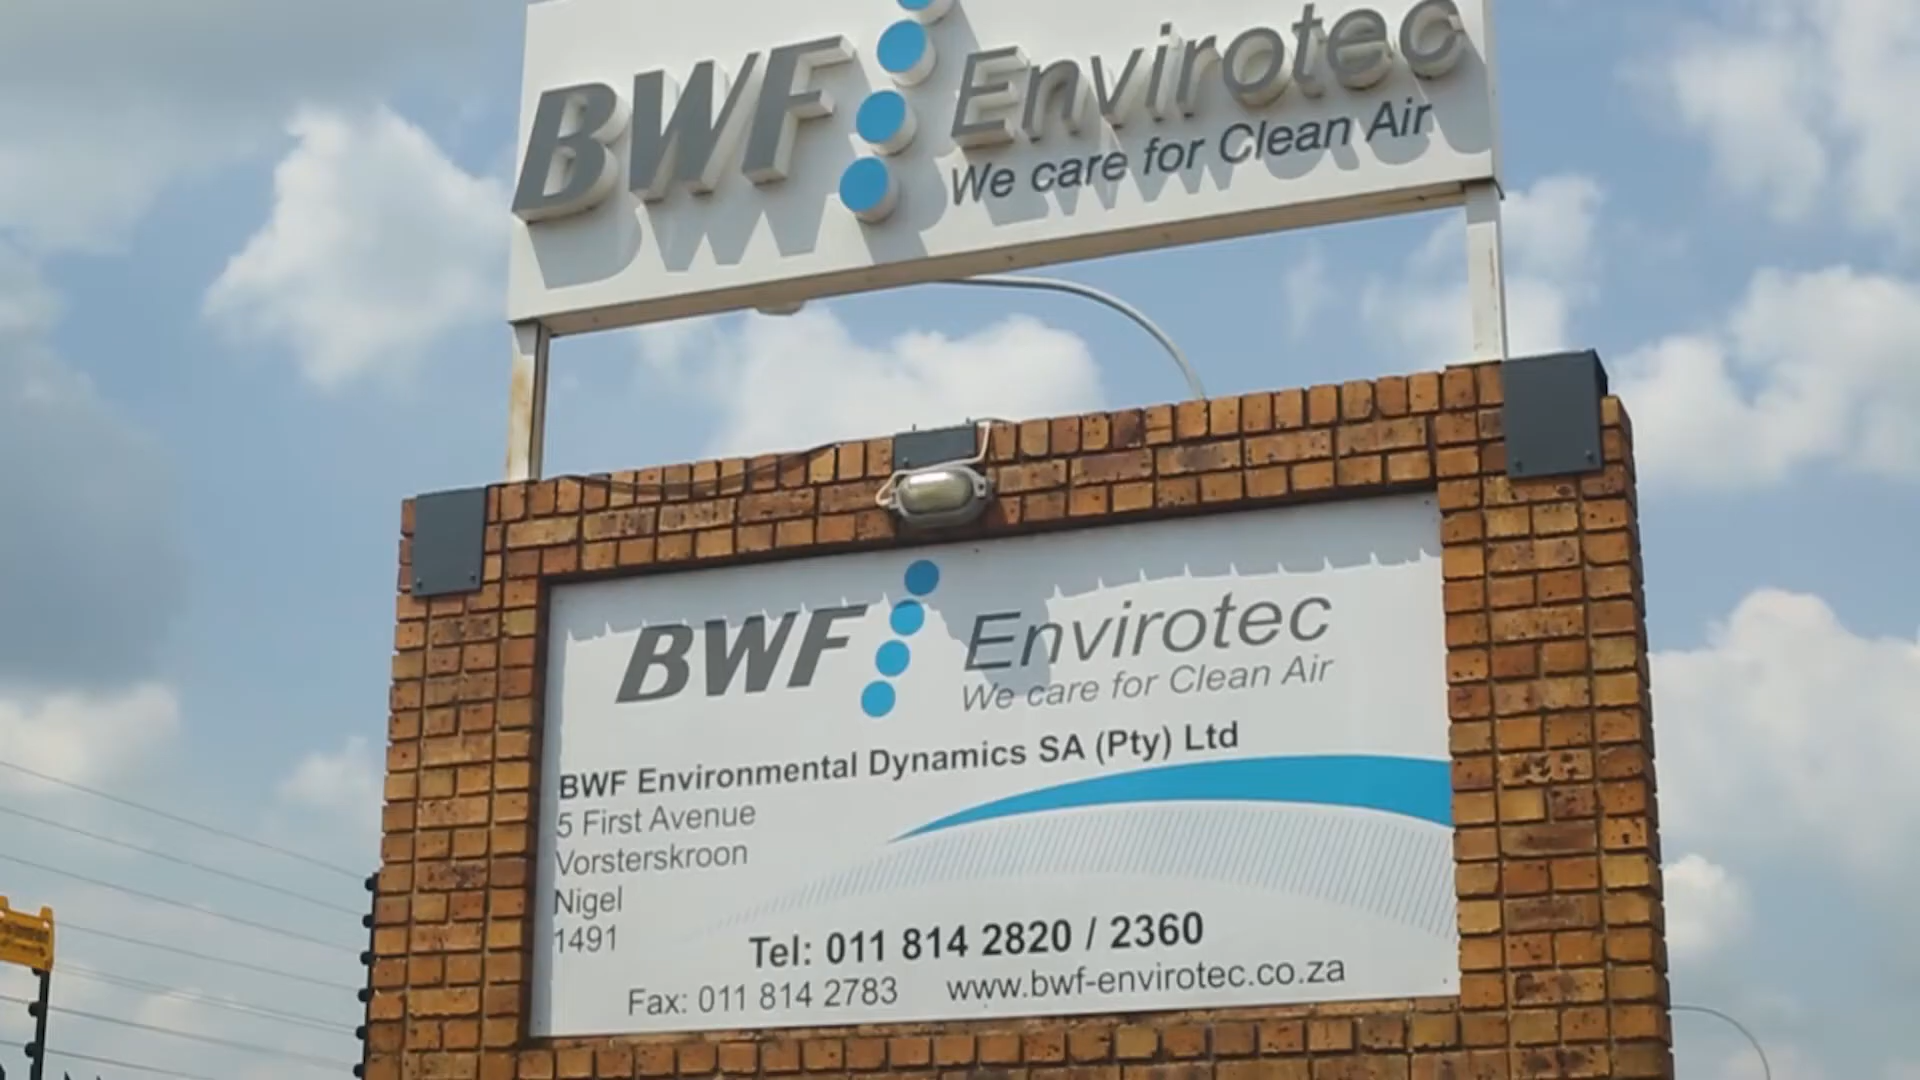 BWF Envirotec
We care for Clean Air
BWF Envirotec
We care for Clean Air
BWF Environmental Dynamics SA (Pty) Ltd
5 First Avenue
Vorsterskroon
Nigel
1491
Tel: 011 814 2820 / 2360
Fax: 011 814 2783 www.bwf-envirotec.co.za